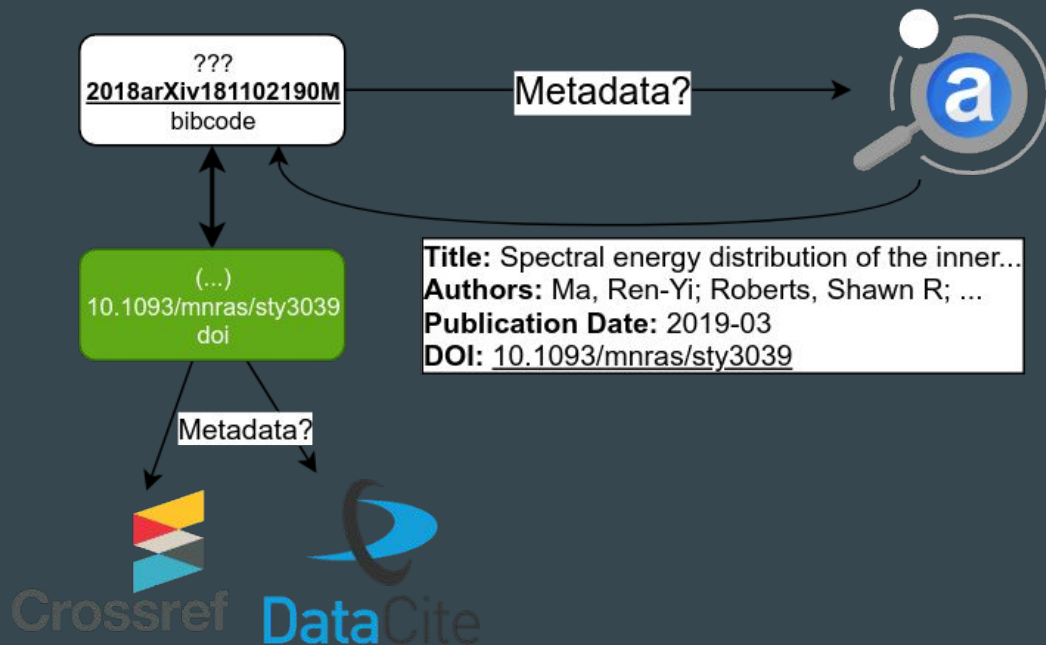 ???
2018arXiv181102190M
bibcode
Metadata?
a
Title: Spectral energy distribution of the inner...
Authors: Ma, Ren-Yi; Roberts, Shawn R; ...
Publication Date: 2019-03
DOI: 10.1093/mnras/sty3039
(...)
10.1093/mnras/sty3039
doi
Metadata?
Crossref
DataCite